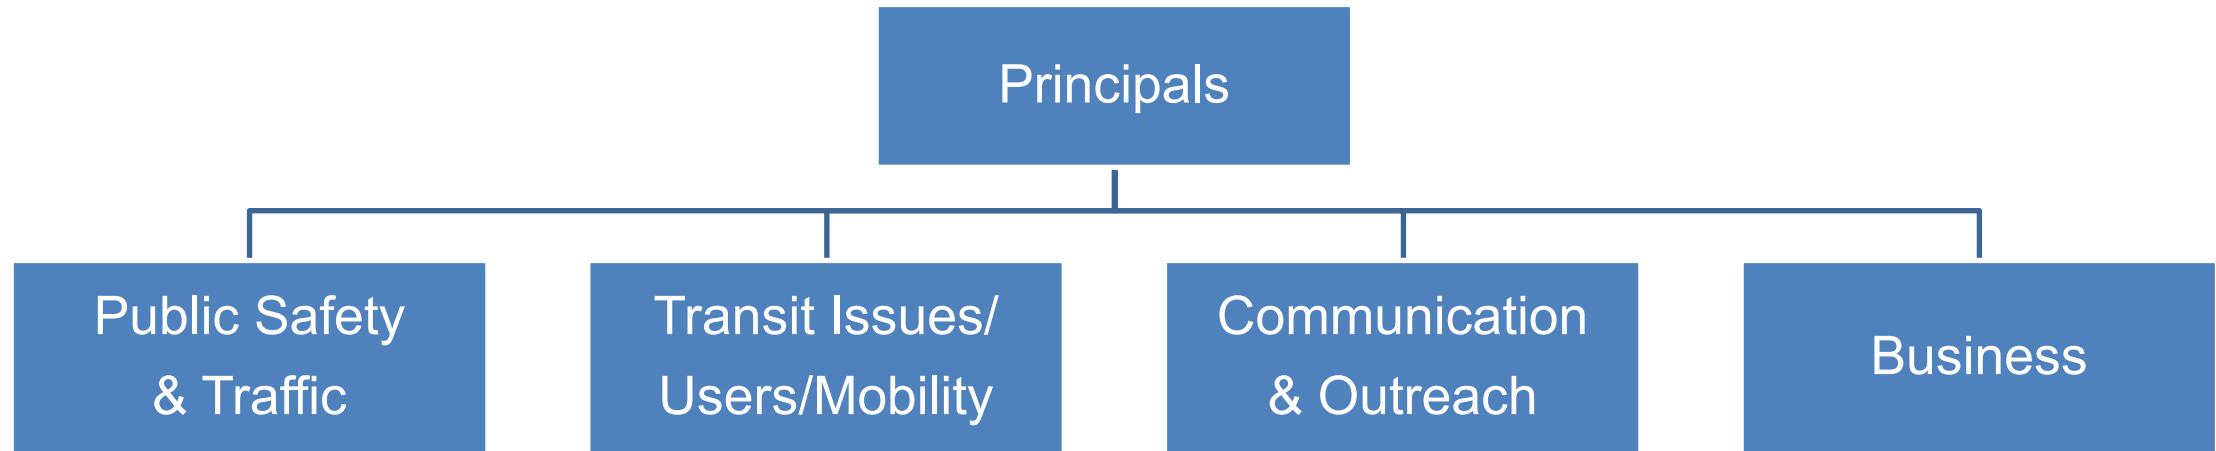 Principals
Public Safety
& Traffic
Transit Issues/
Users/Mobility
Communication
& Outreach
Business